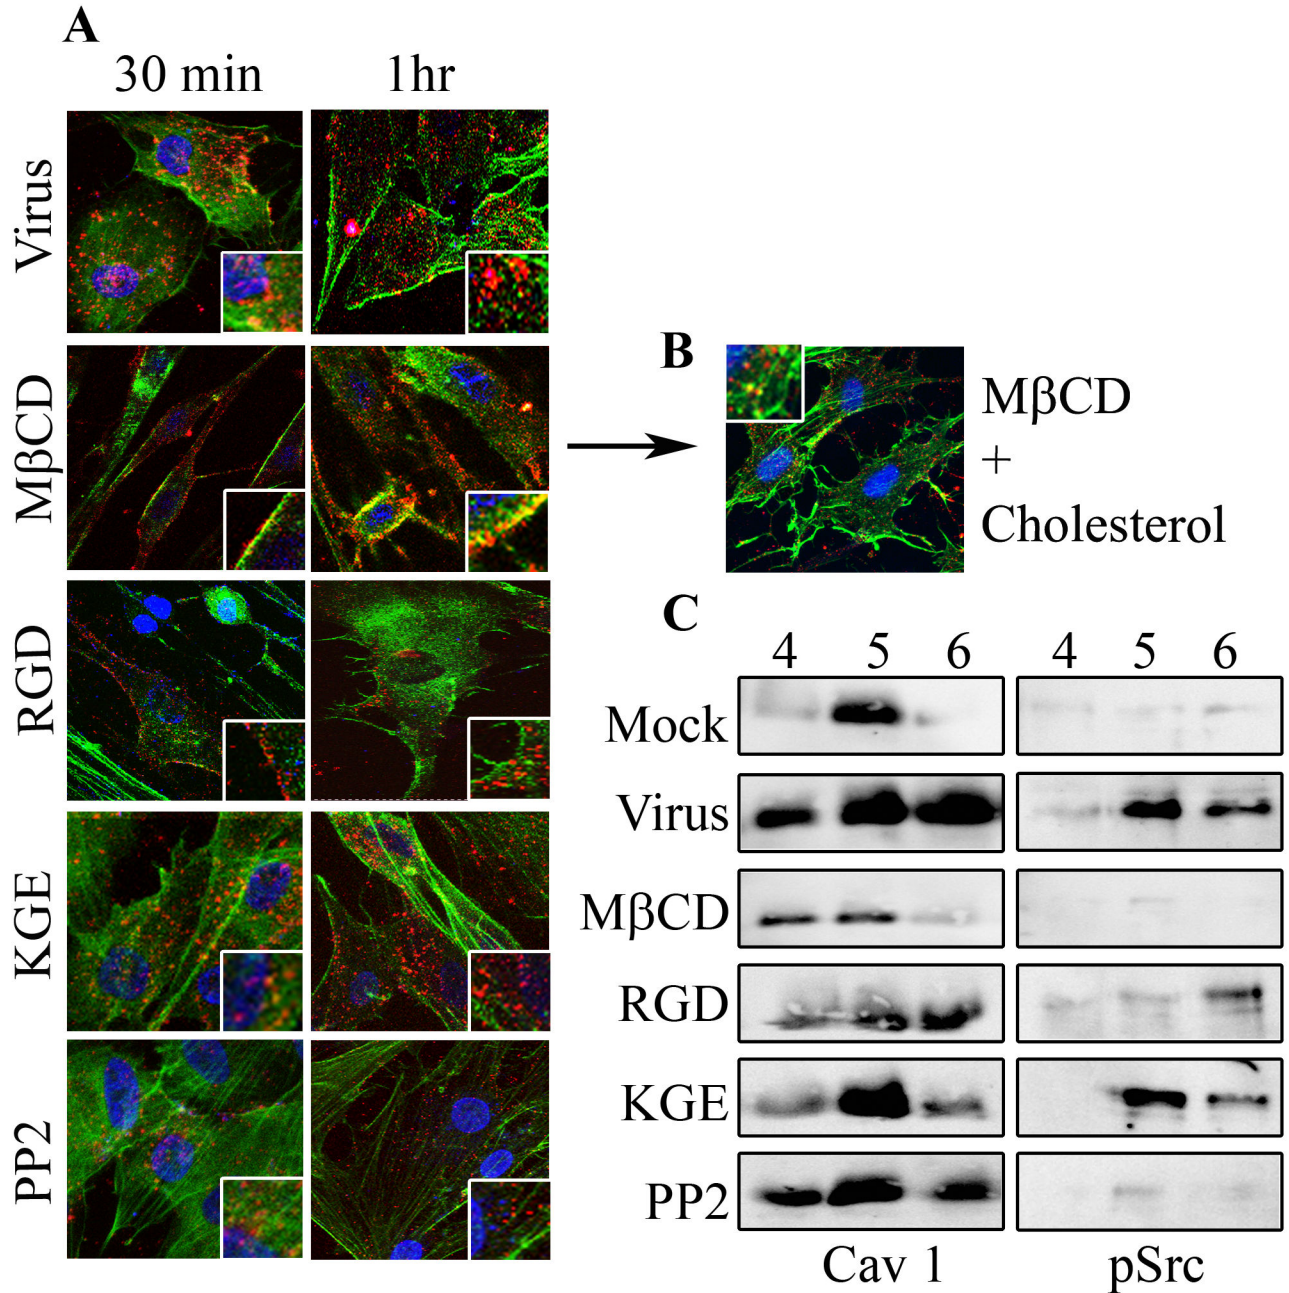 A
30 min 1hr
Virus
MβCD
RGD
KGE
PP2
B
MβCD
+
Cholesterol
C
4 5 6 4 5 6
Mock
Virus
MβCD
RGD
KGE
PP2
Cav 1 pSrc